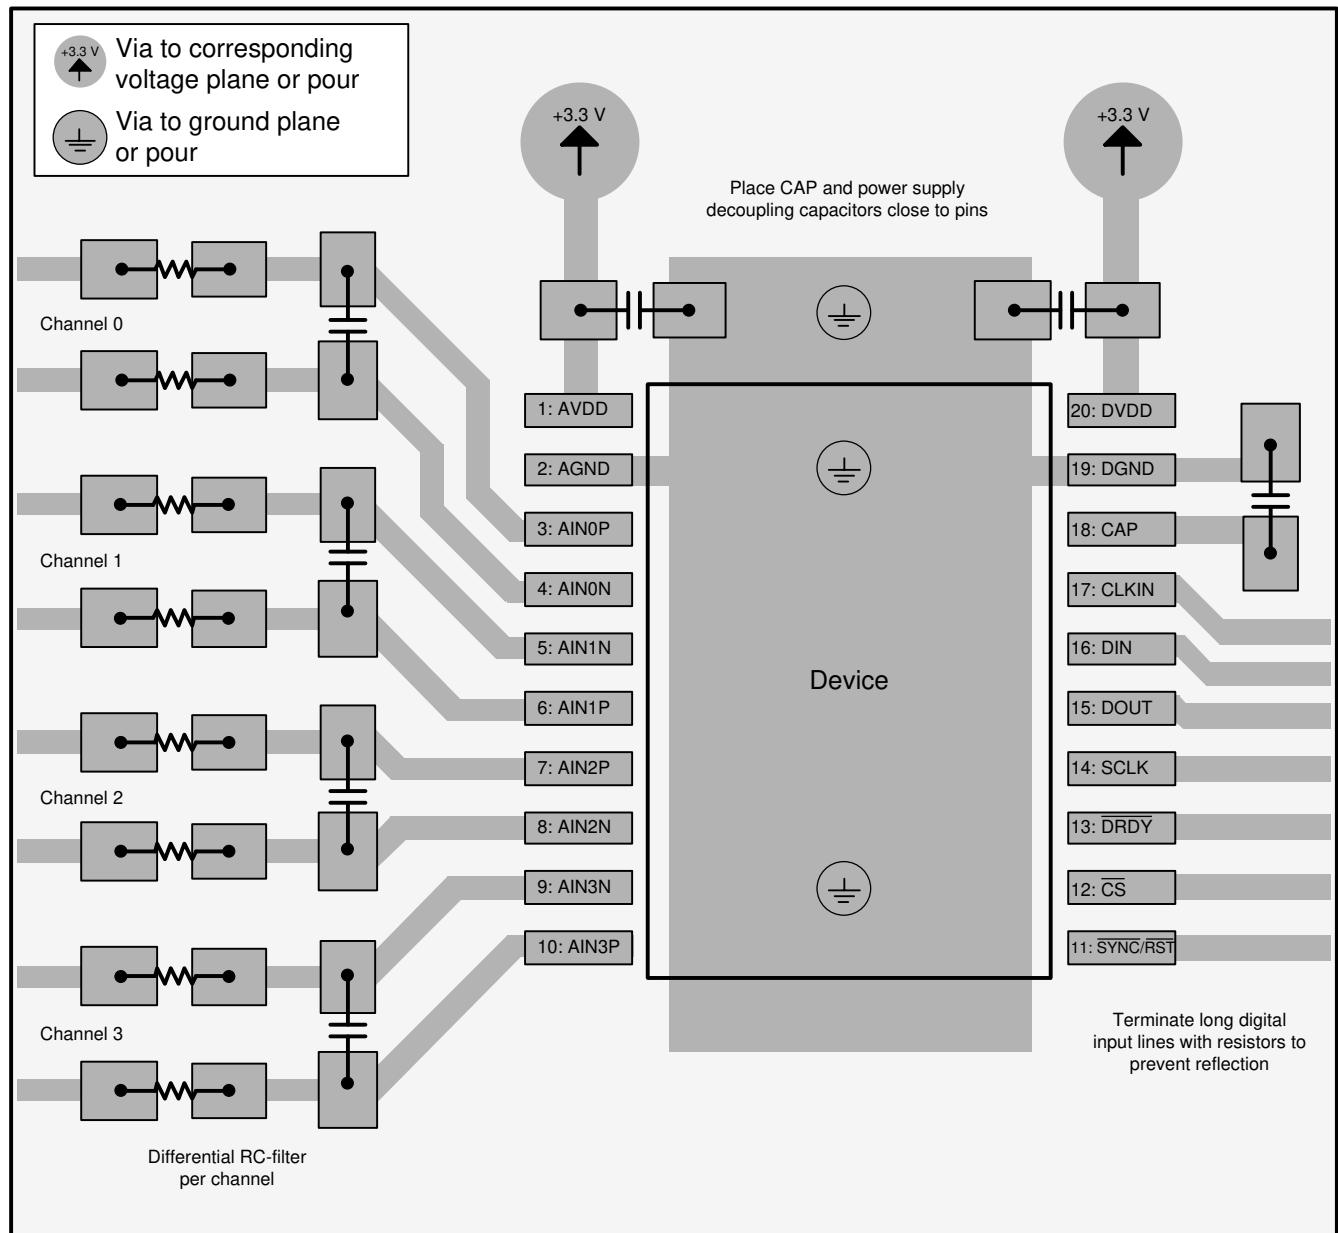 +3.3 V
Via to corresponding
voltage plane or pour
Via to ground plane
or pour
+3.3 V
+3.3 V
Place CAP and power supply
decoupling capacitors close to pins
Channel 0
Channel 1
Channel 2
Channel 3
1: AVDD
2: AGND
3: AIN0P
4: AIN0N
5: AIN1N
6: AIN1P
7: AIN2P
8: AIN2N
9: AIN3N
10: AIN3P
Device
20: DVDD
19: DGND
18: CAP
17: CLKIN
16: DIN
15: DOUT
14: SCLK
13: D̅R̅D̅Y̅
12: C̅S̅
11: S̅Y̅N̅C̅/R̅S̅T̅
Terminate long digital
input lines with resistors to
prevent reflection
Differential RC-filter
per channel